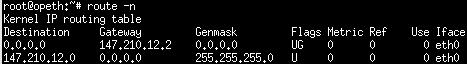 root@opeth:~# route -n
Kernel IP routing table
Destination Gateway Genmask Flags Metric Ref Use Iface
0.0.0.0 147.210.12.2 0.0.0.0 UG 0 0 0 eth0
147.210.12.0 0.0.0.0 255.255.255.0 U 0 0 0 eth0